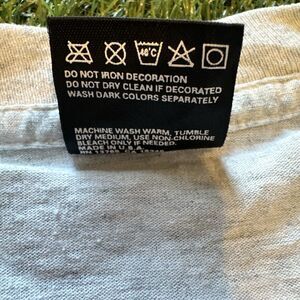 40°C
DO NOT IRON DECORATION
DO NOT DRY CLEAN IF DECORATED
WASH DARK COLORS SEPARATELY
MACHINE WASH WARM, TUMBLE
DRY MEDIUM. USE NON-CHLORINE
BLEACH ONLY IF NEEDED.
MADE IN U.S.A.
RN